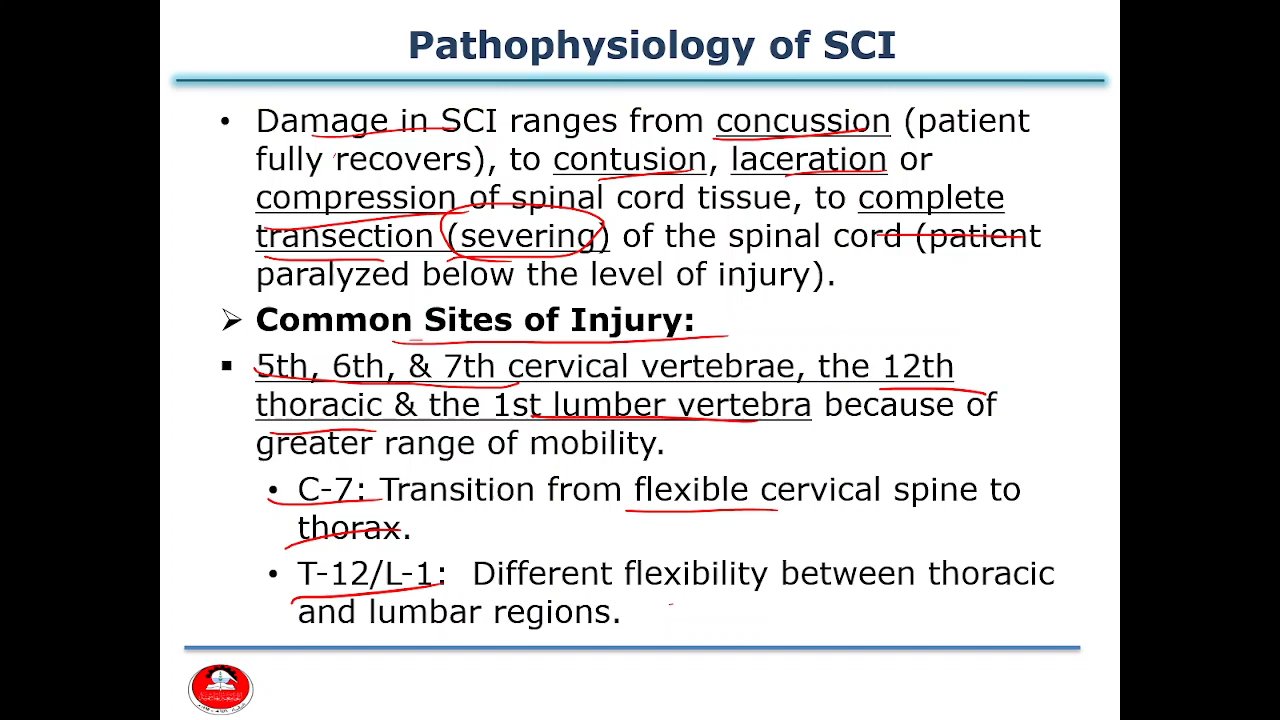 Pathophysiology of SCI
• Damage in SCI ranges from concussion (patient
fully recovers), to contusion, laceration or
compression of spinal cord tissue, to complete
transection (severing) of the spinal cord (patient
paralyzed below the level of injury).
➢ Common Sites of Injury:
▪ 5th, 6th, & 7th cervical vertebrae, the 12th
thoracic & the 1st lumber vertebra because of
greater range of mobility.
• C-7: Transition from flexible cervical spine to
thorax.
• T-12/L-1: Different flexibility between thoracic
and lumbar regions.